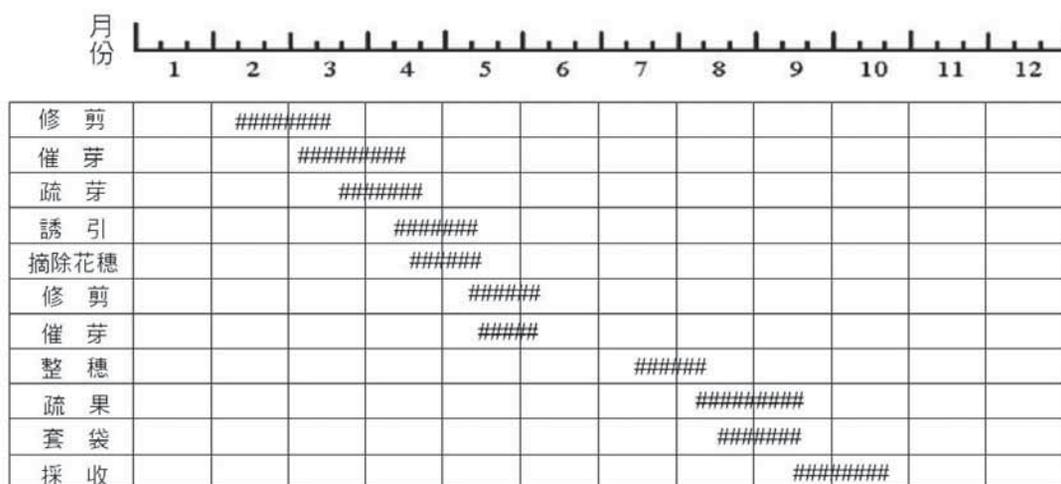 月份
1 2 3 4 5 6 7 8 9 10 11 12
修 剪 ########
催 芽 #########
疏 芽 #######
誘 引 #######
摘除花穗 ######
修 剪 ######
催 芽 #####
整 穗 ######
疏 果 #########
套 袋 #######
採 收 ########